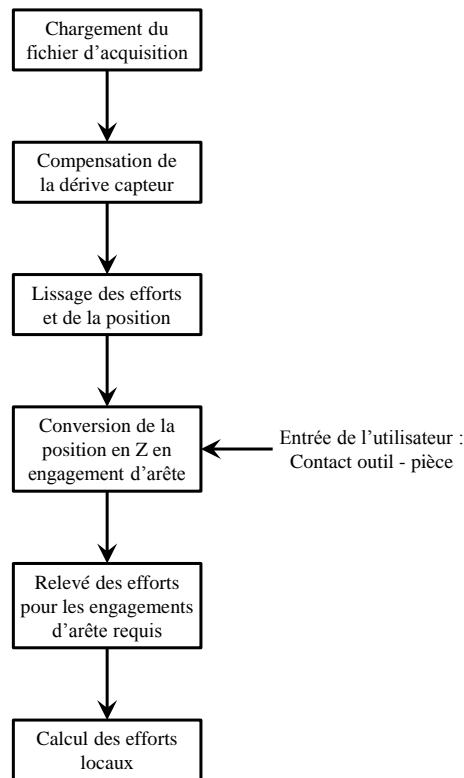 Chargement du
fichier d’acquisition
Compensation de
la dérive capteur
Lissage des efforts
et de la position
Conversion de la
position en Z en
engagement d’arête
Entrée de l’utilisateur :
Contact outil - pièce
Relevé des efforts
pour les engagements
d’arête requis
Calcul des efforts
locaux